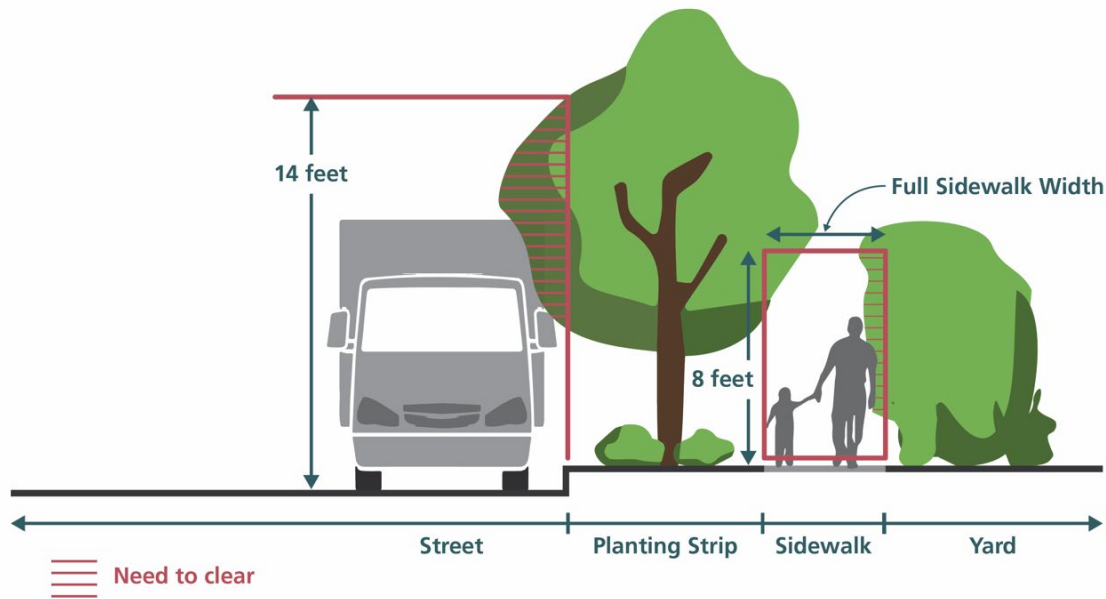 14 feet
Full Sidewalk Width
8 feet
Street
Planting Strip
Sidewalk
Yard
Need to clear